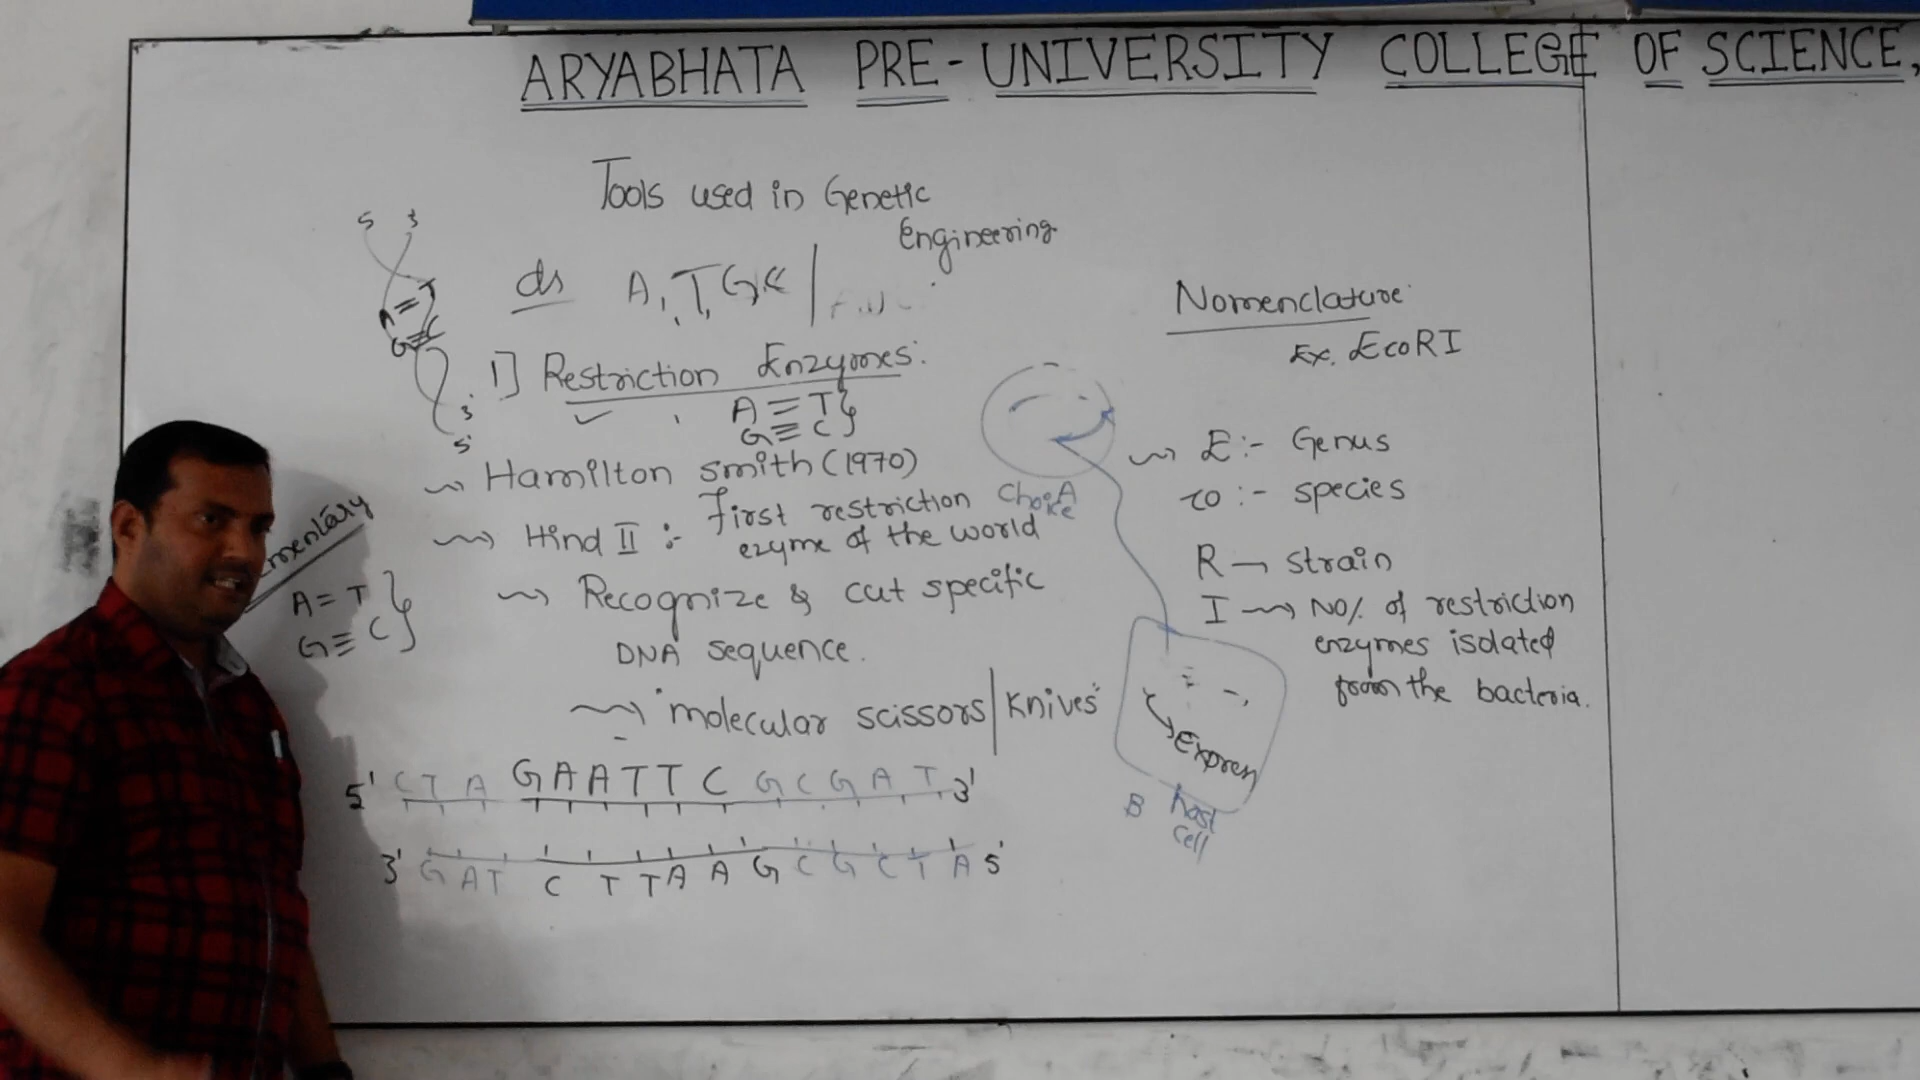 ARYABHATA PRE-UNIVERSITY COLLEGE OF SCIENCE,
Tools used in Genetic
Engineering
5 3
A = T
G ≡ C
3'
5'
ds A, T, G, C
1] Restriction Enzymes:
A = T}
G ≡ C}
Hamilton smith (1970)
Hind II :- First restriction
ezyme of the world
Recognize & cut specific
DNA sequence.
molecular scissors/knives
mentary
A = T}
G ≡ C}
5' C T A G A A T T C G C G A T 3'
3' G A T C T T A A G C G C T A 5'
A
Expren
B host
cell
Nomenclature
Ex. EcoRI
E :- Genus
co :- species
R → strain
I → No/. of restriction
enzymes isolated
from the bacteria.